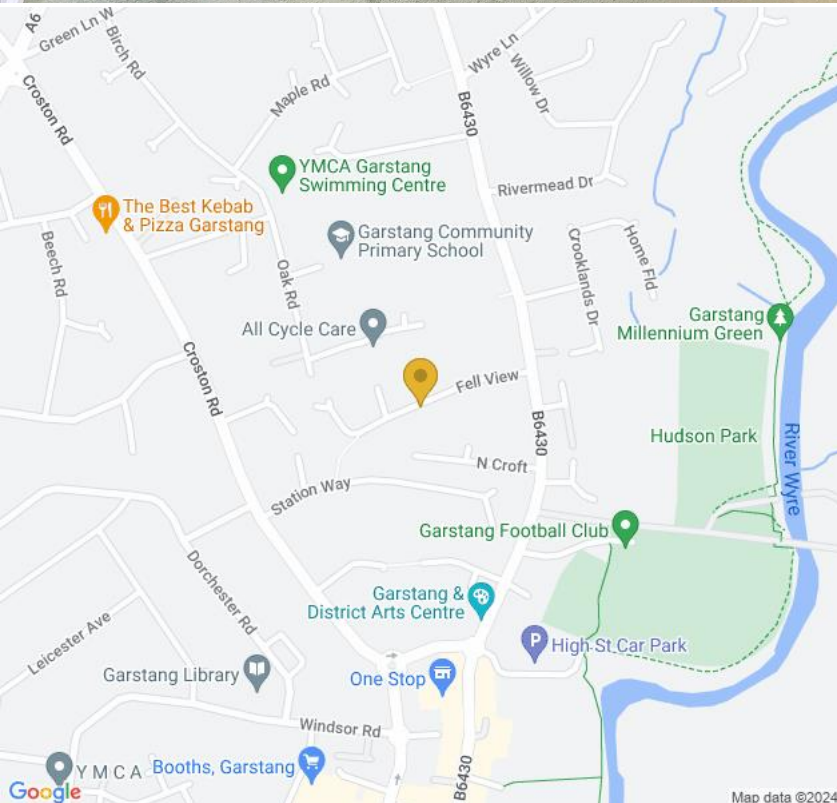 A6
Green Ln W
Birch Rd
Maple Rd
B6430
Wyre Ln
Willow Dr
Croston Rd
YMCA Garstang
Swimming Centre
Rivermead Dr
The Best Kebab
& Pizza Garstang
Garstang Community
Primary School
Beech Rd
Oak Rd
Crooklands Dr
Home Fld
All Cycle Care
Garstang
Millennium Green
Croston Rd
Fell View
B6430
Hudson Park
River Wyre
N Croft
Station Way
Garstang Football Club
Dorchester Rd
Garstang &
District Arts Centre
Leicester Ave
P
High St Car Park
Garstang Library
One Stop
Windsor Rd
YMCA
Booths, Garstang
B6430
Google
Map data ©2024